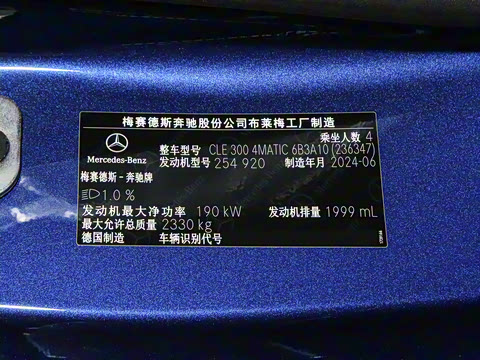 梅赛德斯奔驰股份公司布莱梅工厂制造
乘坐人数 4
整车型号 CLE 300 4MATIC 6B3A10 (236347)
Mercedes-Benz
发动机型号 254 920 制造年月 2024-06
梅赛德斯 - 奔驰牌
1.0 %
发动机最大净功率 190 kW 发动机排量 1999 mL
最大允许总质量 2330 kg
德国制造 车辆识别代号